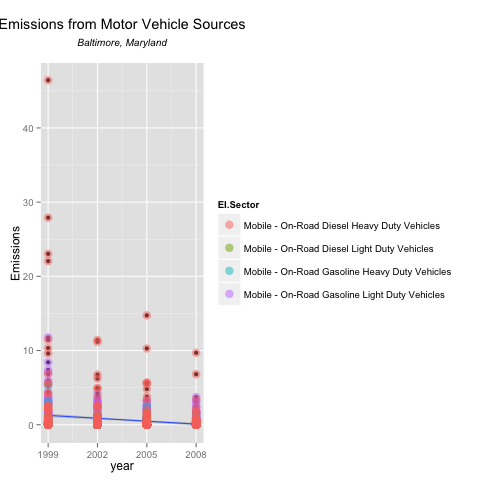 Emissions from Motor Vehicle Sources
Baltimore, Maryland
40
30
20
10
0
Emissions
1999 2002 2005 2008
year
EI.Sector
Mobile - On-Road Diesel Heavy Duty Vehicles
Mobile - On-Road Diesel Light Duty Vehicles
Mobile - On-Road Gasoline Heavy Duty Vehicles
Mobile - On-Road Gasoline Light Duty Vehicles